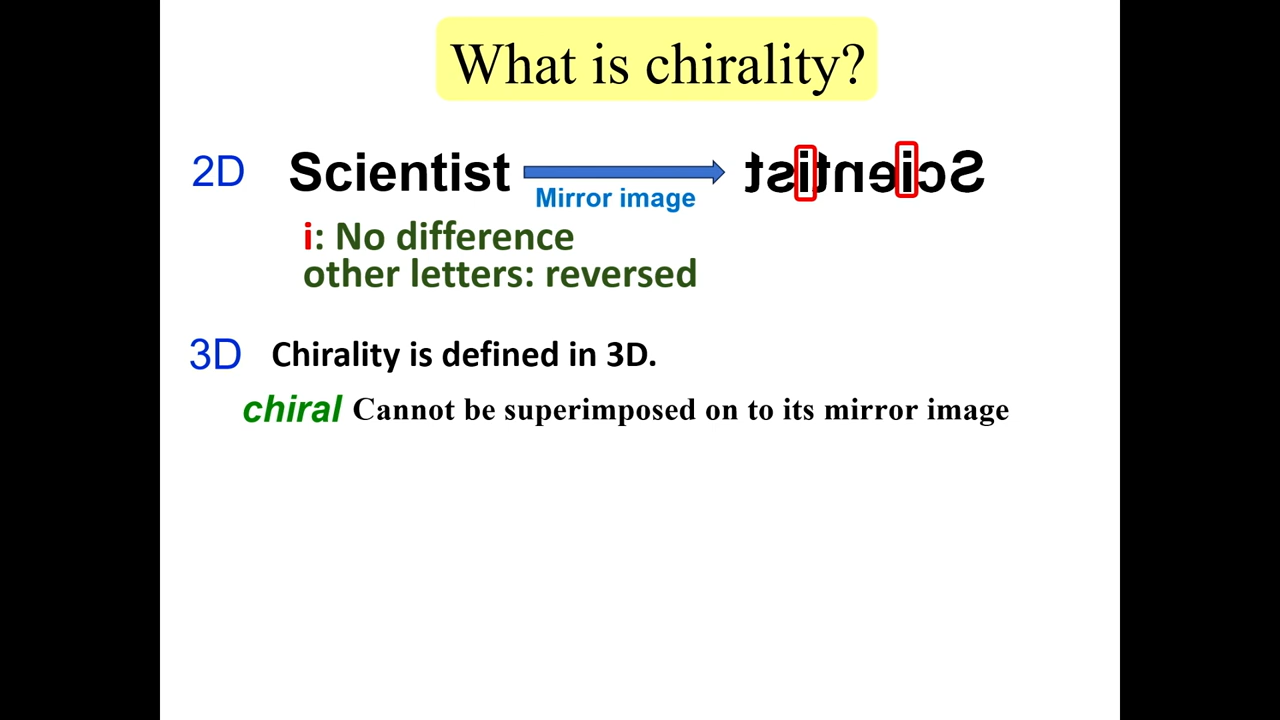 What is chirality?
2D Scientist Scientist
Mirror image
i: No difference
other letters: reversed
3D Chirality is defined in 3D.
chiral Cannot be superimposed on to its mirror image